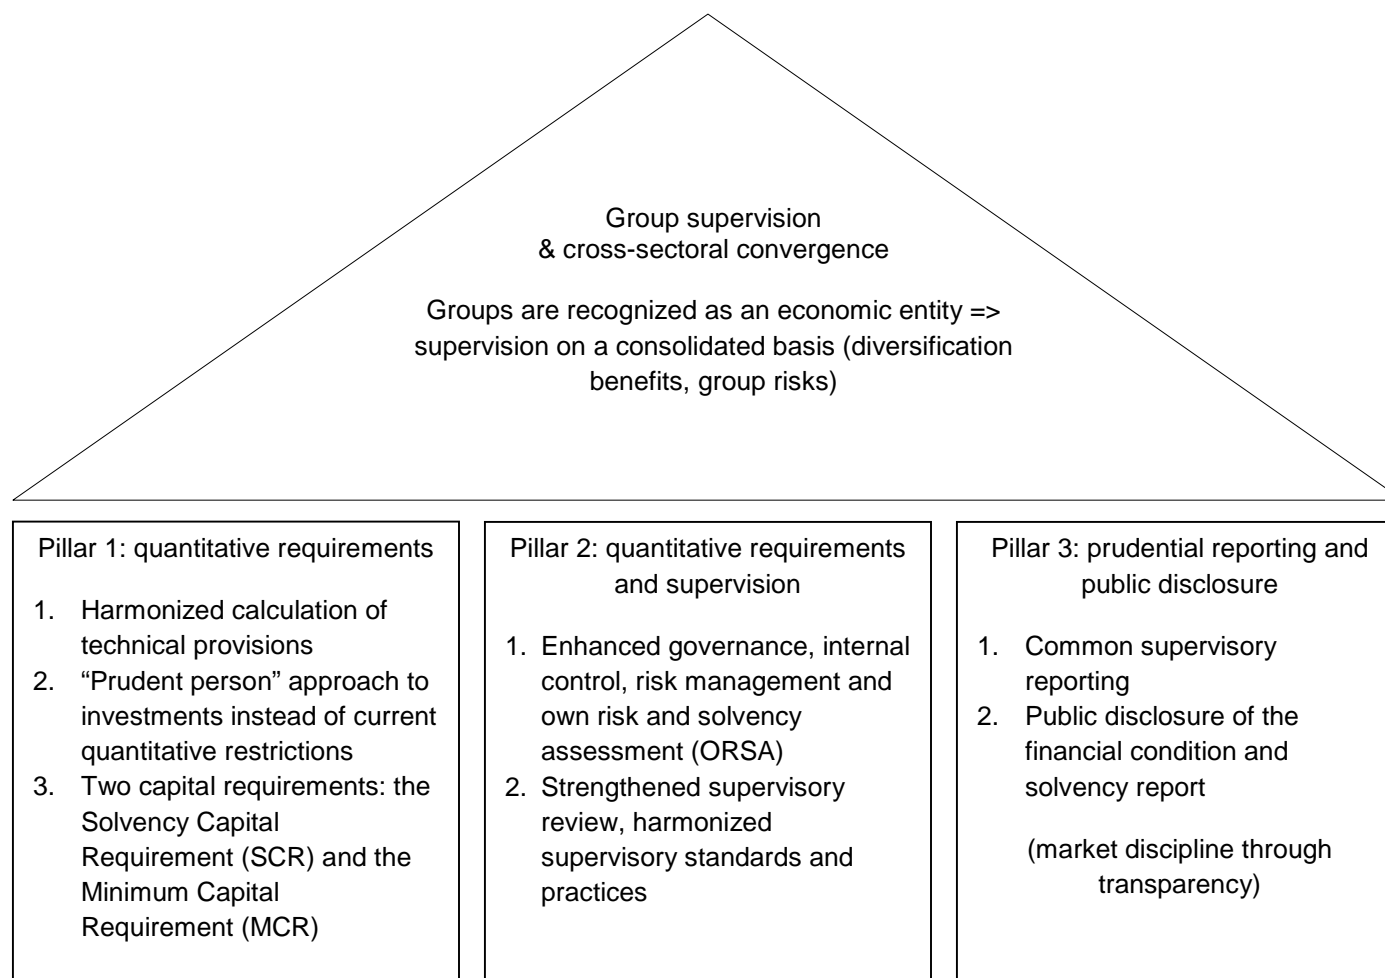 Group supervision
& cross-sectoral convergence
Groups are recognized as an economic entity =>
supervision on a consolidated basis (diversification
benefits, group risks)
Pillar 1: quantitative requirements
1. Harmonized calculation of
technical provisions
2. “Prudent person” approach to
investments instead of current
quantitative restrictions
3. Two capital requirements: the
Solvency Capital
Requirement (SCR) and the
Minimum Capital
Requirement (MCR)
Pillar 2: quantitative requirements
and supervision
1. Enhanced governance, internal
control, risk management and
own risk and solvency
assessment (ORSA)
2. Strengthened supervisory
review, harmonized
supervisory standards and
practices
Pillar 3: prudential reporting and
public disclosure
1. Common supervisory
reporting
2. Public disclosure of the
financial condition and
solvency report
(market discipline through
transparency)